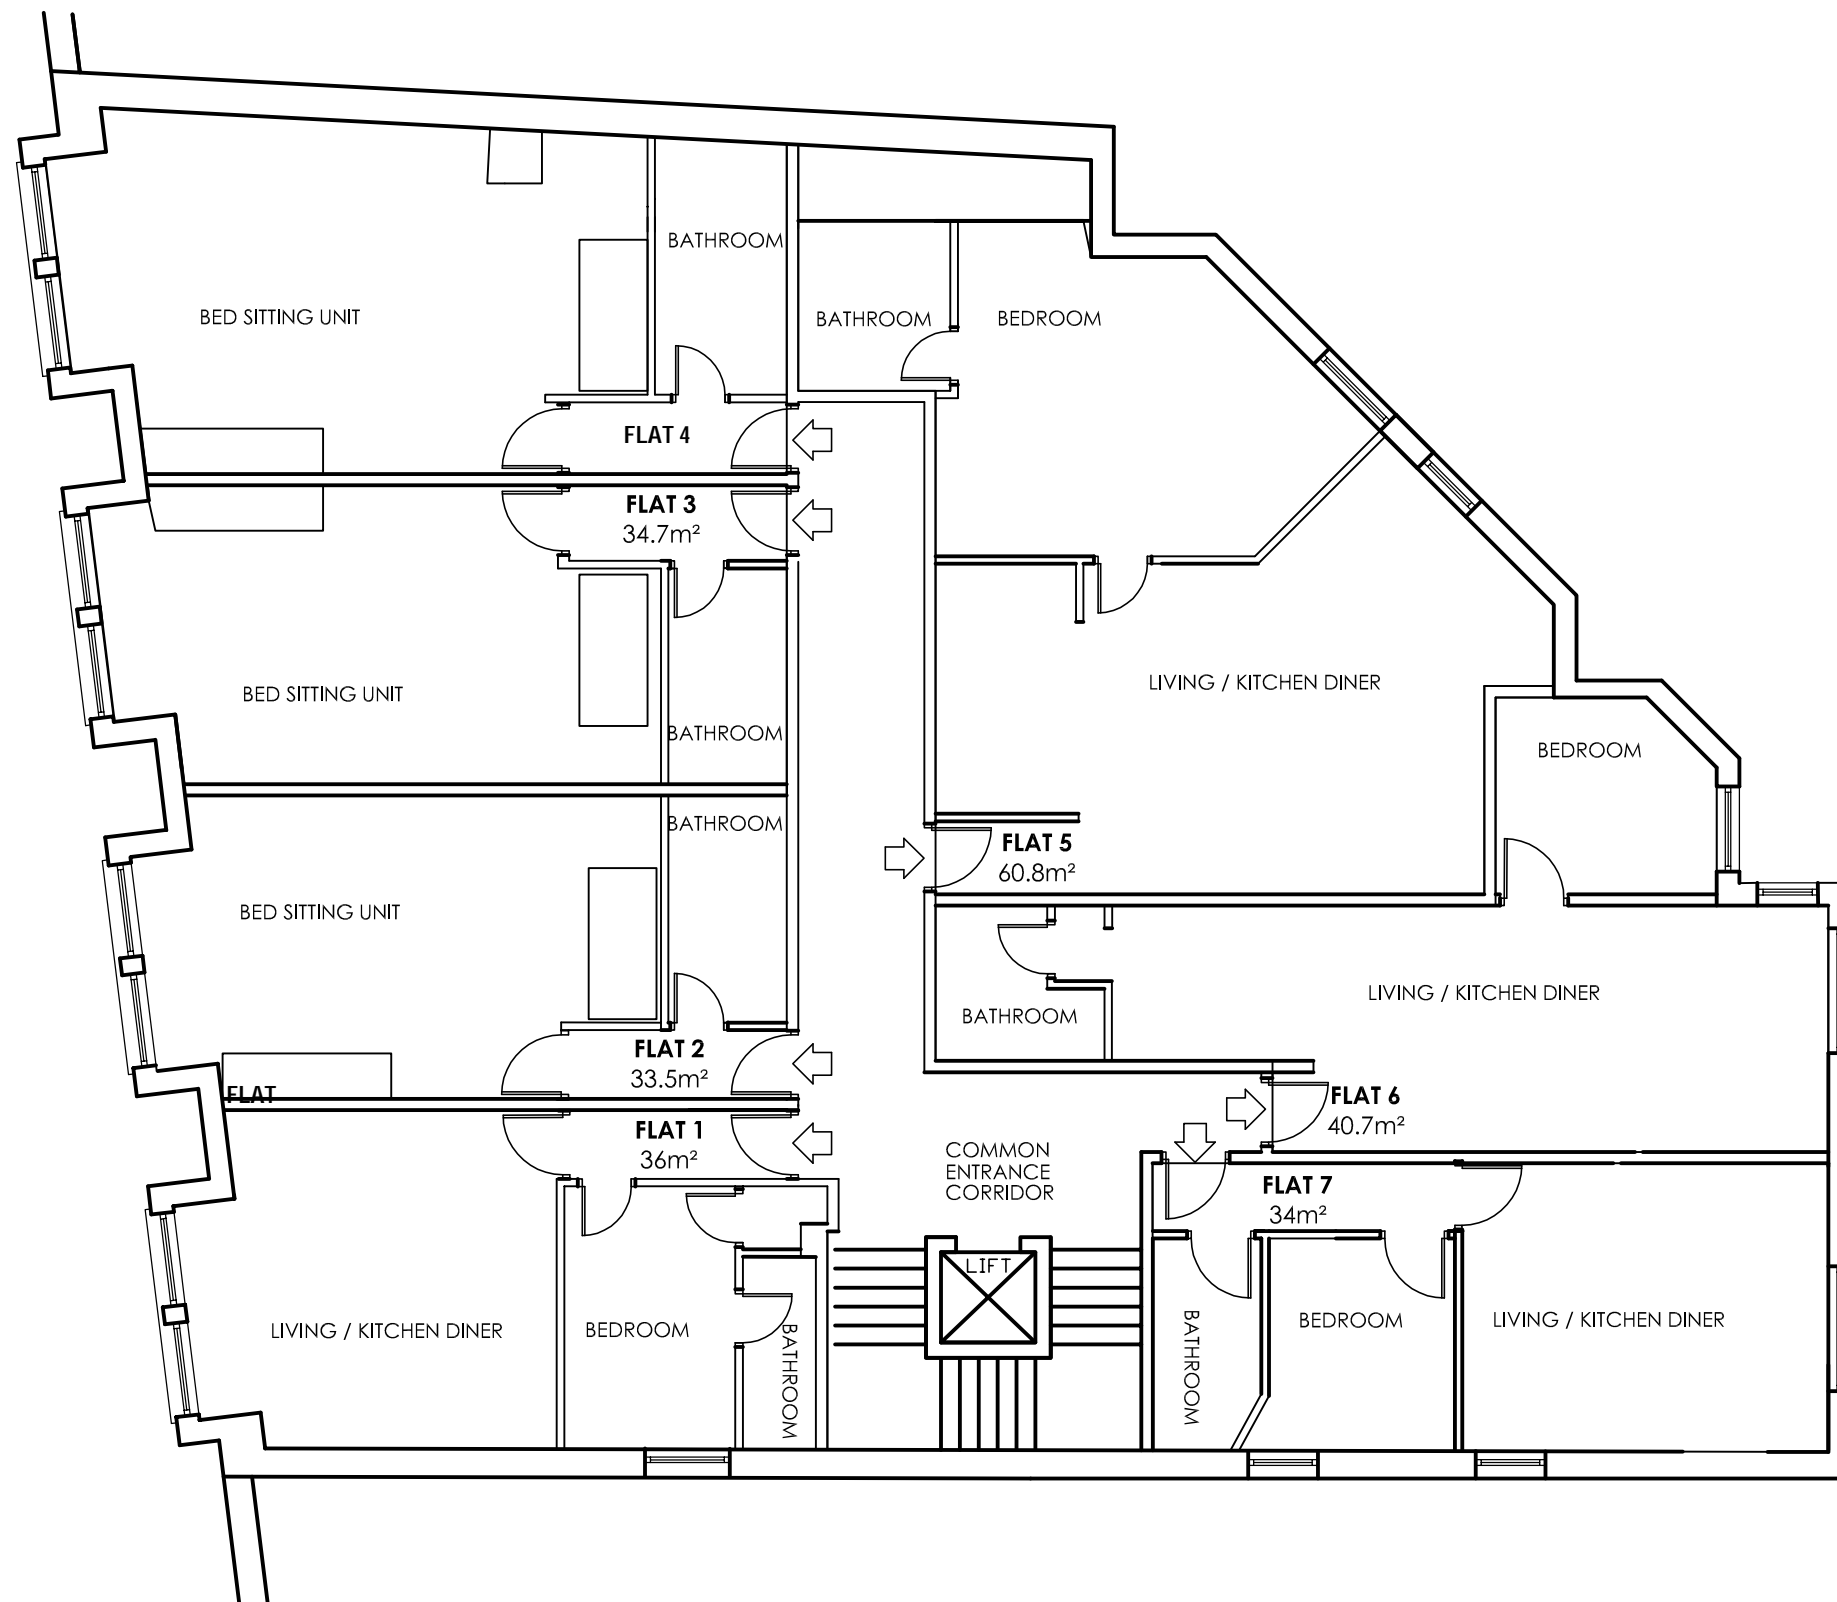 BATHROOM
BED SITTING UNIT
BATHROOM
BEDROOM
FLAT 4
FLAT 3
34.7m²
BED SITTING UNIT
BATHROOM
LIVING / KITCHEN DINER
BEDROOM
BATHROOM
FLAT 5
60.8m²
BED SITTING UNIT
LIVING / KITCHEN DINER
BATHROOM
FLAT 2
33.5m²
FLAT
FLAT 6
40.7m²
FLAT 1
36m²
COMMON
ENTRANCE
CORRIDOR
FLAT 7
34m²
LIFT
LIVING / KITCHEN DINER
BEDROOM
BATHROOM
BATHROOM
BEDROOM
LIVING / KITCHEN DINER